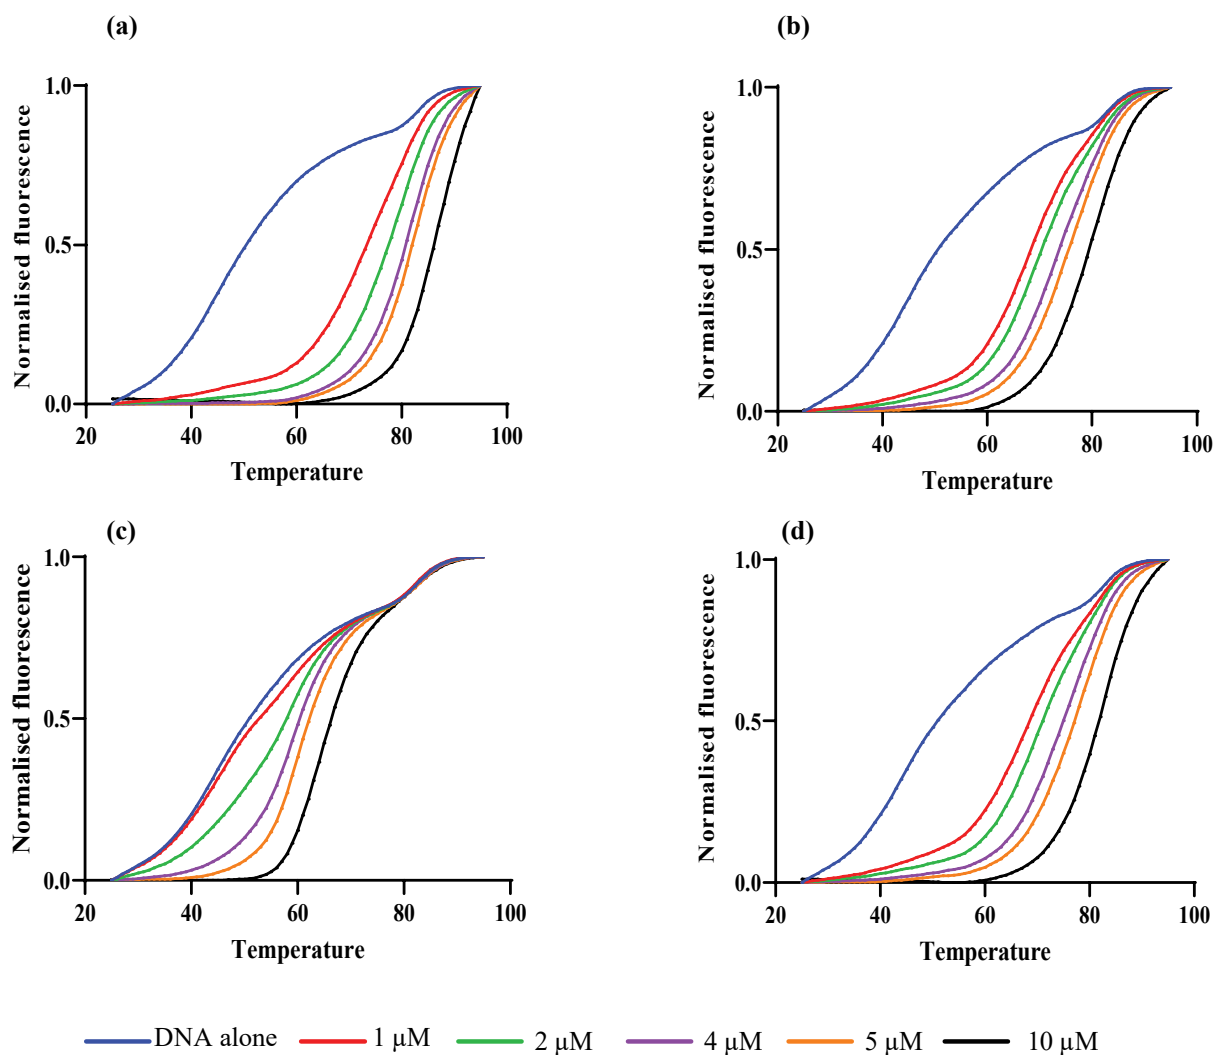 (a)
(b)
1.0
0.5
0.0
20 40 60 80 100
Normalised fluorescence
Temperature
1.0
0.5
0.0
20 40 60 80 100
Normalised fluorescence
Temperature
(c)
(d)
1.0
0.5
0.0
20 40 60 80 100
Normalised fluorescence
Temperature
1.0
0.5
0.0
20 40 60 80 100
Normalised fluorescence
Temperature
DNA alone 1 µM 2 µM 4 µM 5 µM 10 µM